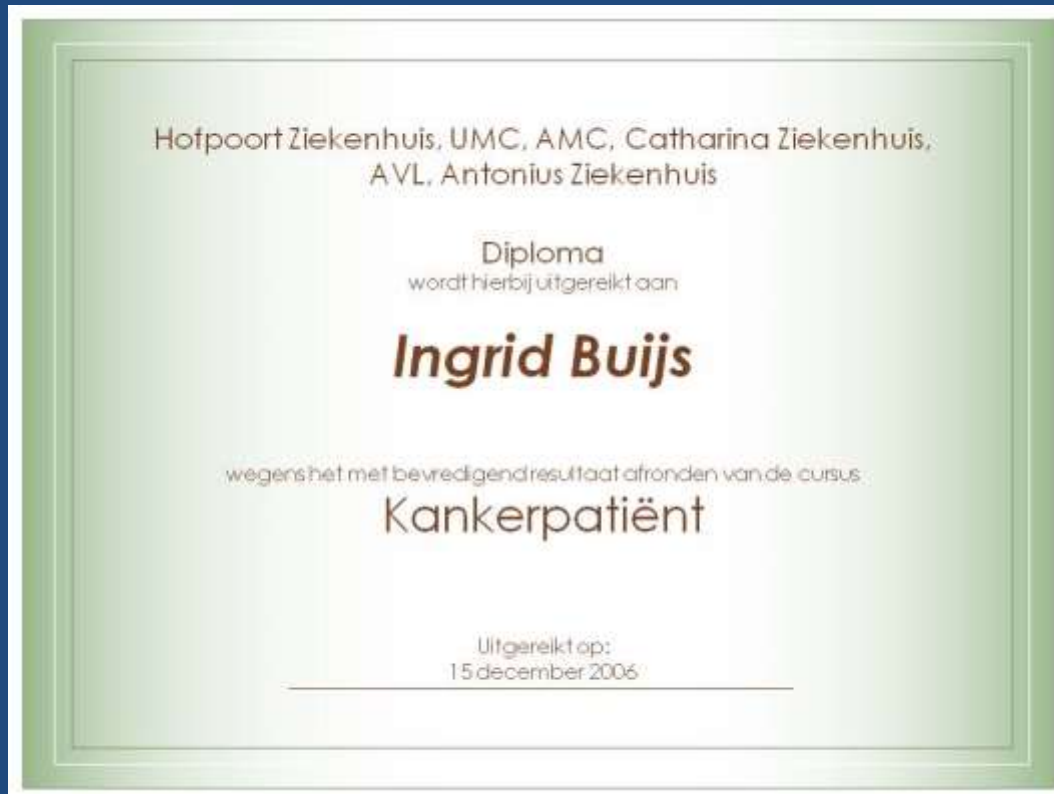 Hofpoort Ziekenhuis, UMC, AMC, Catharina Ziekenhuis,
AVL, Antonius Ziekenhuis
Diploma
wordt hierbij uitgereikt aan
Ingrid Buijs
wegens het met bevredigend resultaat afronden van de cursus
Kankerpatiënt
Uitgereikt op:
15 december 2006